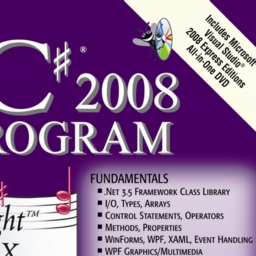 Includes Microsoft
Visual Studio®
2008 Express Editions
All-in-One DVD
C#® 2008
ROGRAM
FUNDAMENTALS
■ .NET 3.5 FRAMEWORK CLASS LIBRARY
■ I/O, TYPES, ARRAYS
■ CONTROL STATEMENTS, OPERATORS
■ METHODS, PROPERTIES
■ WINFORMS, WPF, XAML, EVENT HANDLING
■ WPF GRAPHICS/MULTIMEDIA
ght™
X